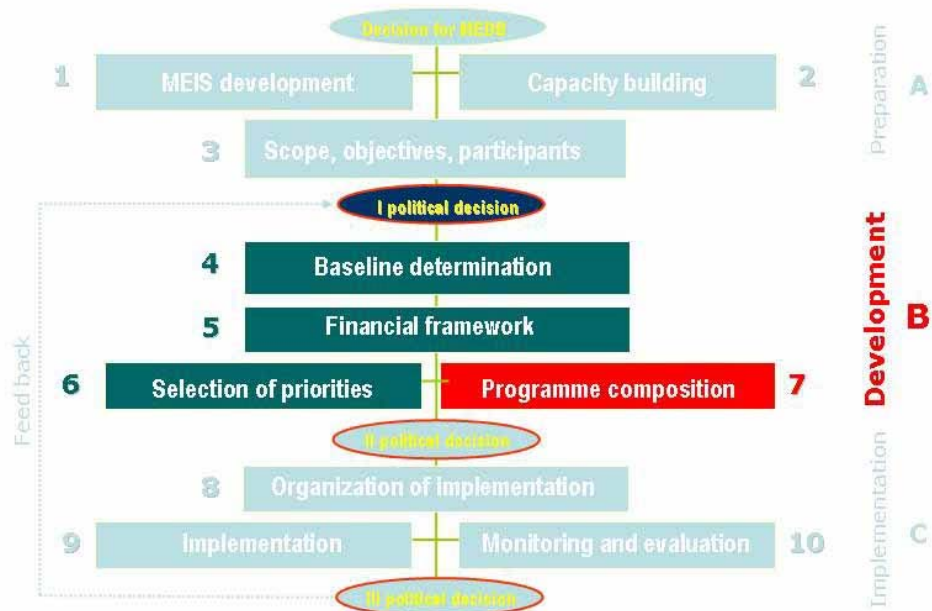 Decision for MEDB
1
MEIS development
Capacity building
2
Preparation
A
3
Scope, objectives, participants
I political decision
4
Baseline determination
5
Financial framework
6
Selection of priorities
Programme composition
7
Development
B
Feed back
II political decision
8
Organization of implementation
9
Implementation
Monitoring and evaluation
10
Implementation
C
III political decision